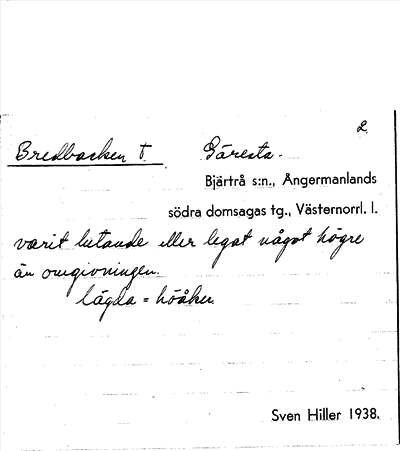 2.
Bredbacken T Gäresta.
Bjärtrå s:n., Ångermanlands
södra domsagas tg., Västernorrl. l.
varit lutande eller legat något högre
än omgivningen.
lägda = höåker.
Sven Hiller 1938.